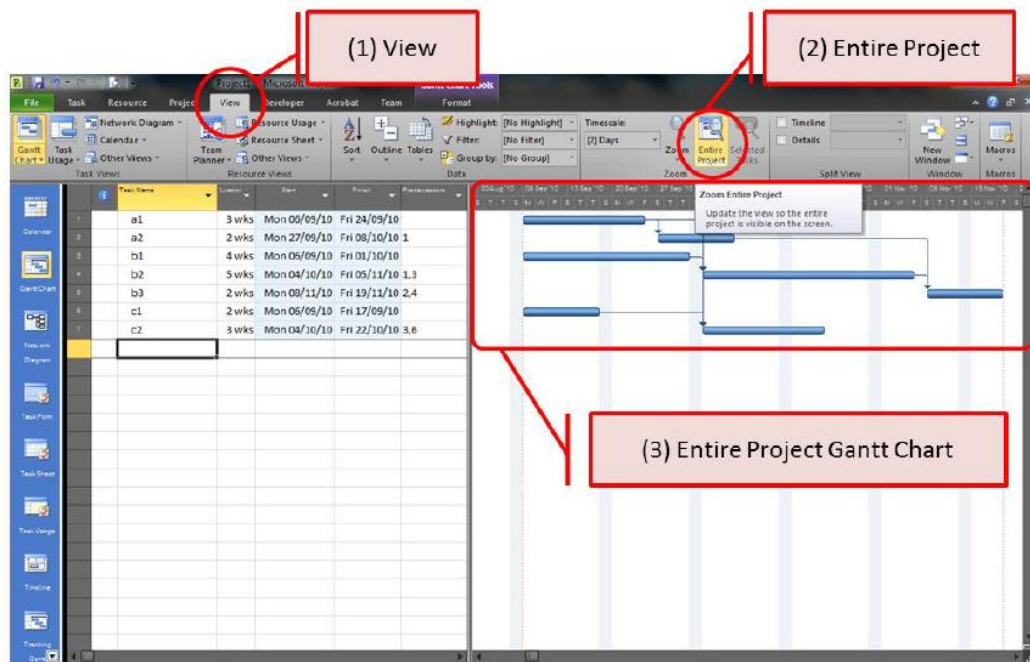 (1) View
(2) Entire Project
File Task Resource View Developer Acrobat Team Format
Network Diagram
Calendar
Other Views
Gantt Chart
Task Usage
Task Views
Team Planner
Resource Usage
Resource Sheet
Other Views
Resource Views
Sort Outline Tables
Highlight: [No Highlight]
Filter: [No Filter]
Group by: [No Group]
Data
Timescale:
[7] Days
Zoom
Entire Project
Selected Tasks
Zoom
Timeline
Details
Split View
New Window
Window
Macros
Macros
Zoom Entire Project
Update the view so the entire
project is visible on the screen.
Task Name Start Finish
1 a1 3 wks Mon 06/09/10 Fri 24/09/10
2 a2 2 wks Mon 27/09/10 Fri 08/10/10 1
3 b1 4 wks Mon 06/09/10 Fri 01/10/10
4 b2 5 wks Mon 04/10/10 Fri 05/11/10 1,3
5 b3 2 wks Mon 08/11/10 Fri 19/11/10 2,4
6 c1 2 wks Mon 06/09/10 Fri 17/09/10
7 c2 3 wks Mon 04/10/10 Fri 22/10/10 3,6
Calendar
Gantt Chart
Network
Diagram
Task Form
Task Sheet
Task Usage
Timeline
Tracking
(3) Entire Project Gantt Chart